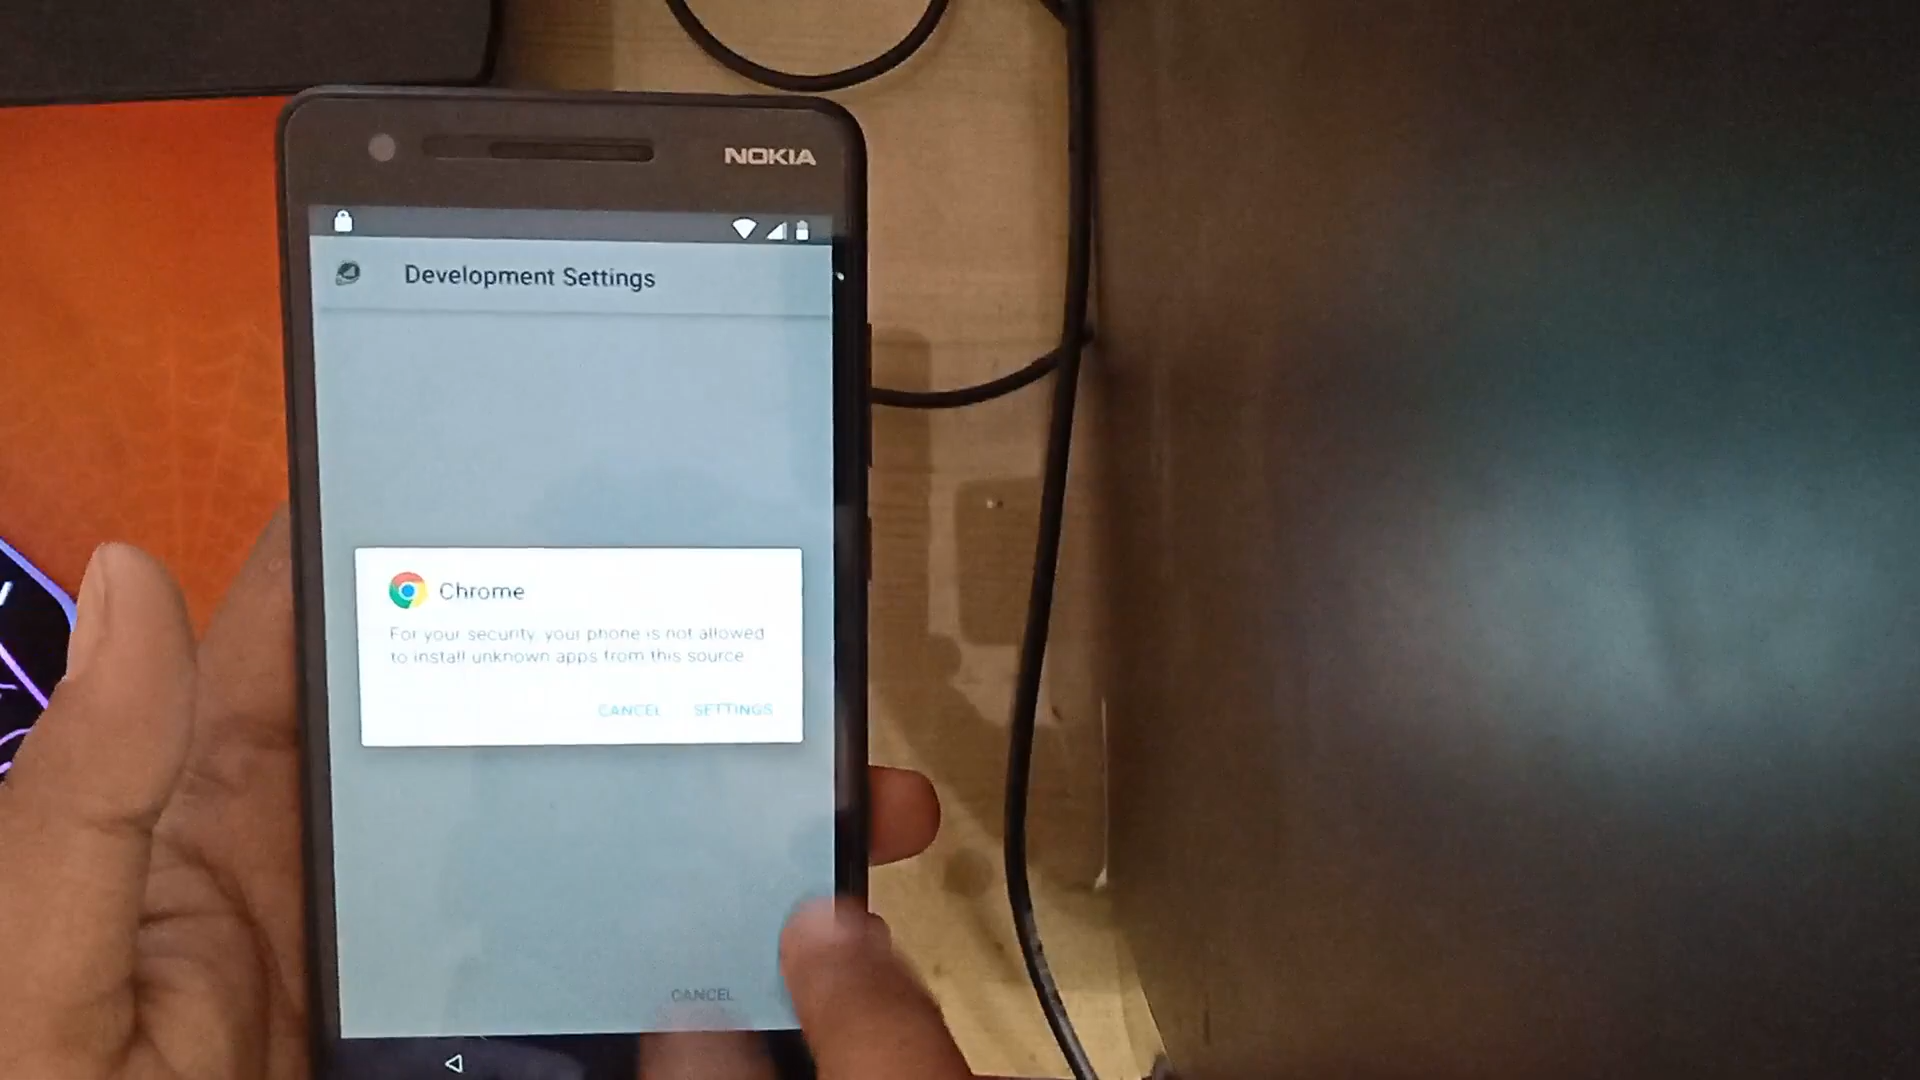 NOKIA
Development Settings
Chrome
For your security, your phone is not allowed
to install unknown apps from this source
CANCEL SETTINGS
CANCEL